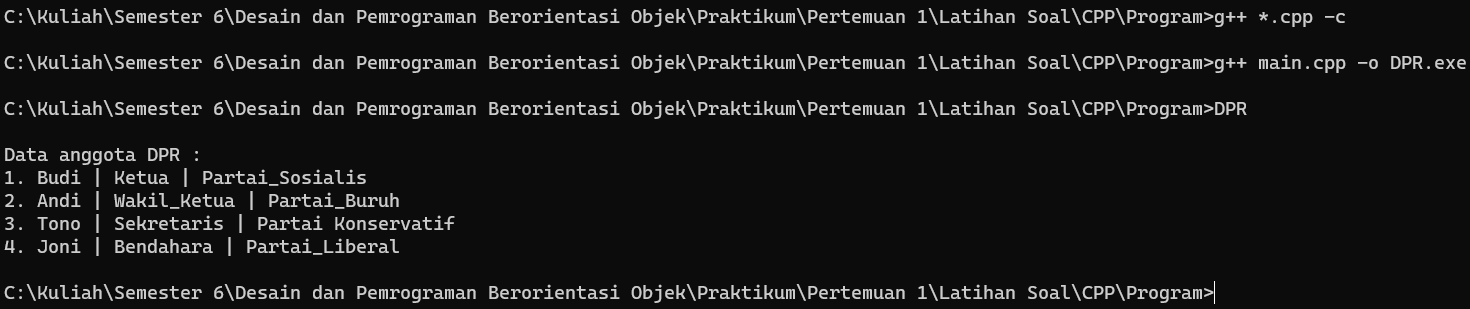 C:\Kuliah\Semester 6\Desain dan Pemrograman Berorientasi Objek\Praktikum\Pertemuan 1\Latihan Soal\CPP\Program>g++ *.cpp -c
C:\Kuliah\Semester 6\Desain dan Pemrograman Berorientasi Objek\Praktikum\Pertemuan 1\Latihan Soal\CPP\Program>g++ main.cpp -o DPR.exe
C:\Kuliah\Semester 6\Desain dan Pemrograman Berorientasi Objek\Praktikum\Pertemuan 1\Latihan Soal\CPP\Program>DPR
Data anggota DPR :
1. Budi | Ketua | Partai_Sosialis
2. Andi | Wakil_Ketua | Partai_Buruh
3. Tono | Sekretaris | Partai Konservatif
4. Joni | Bendahara | Partai_Liberal
C:\Kuliah\Semester 6\Desain dan Pemrograman Berorientasi Objek\Praktikum\Pertemuan 1\Latihan Soal\CPP\Program>